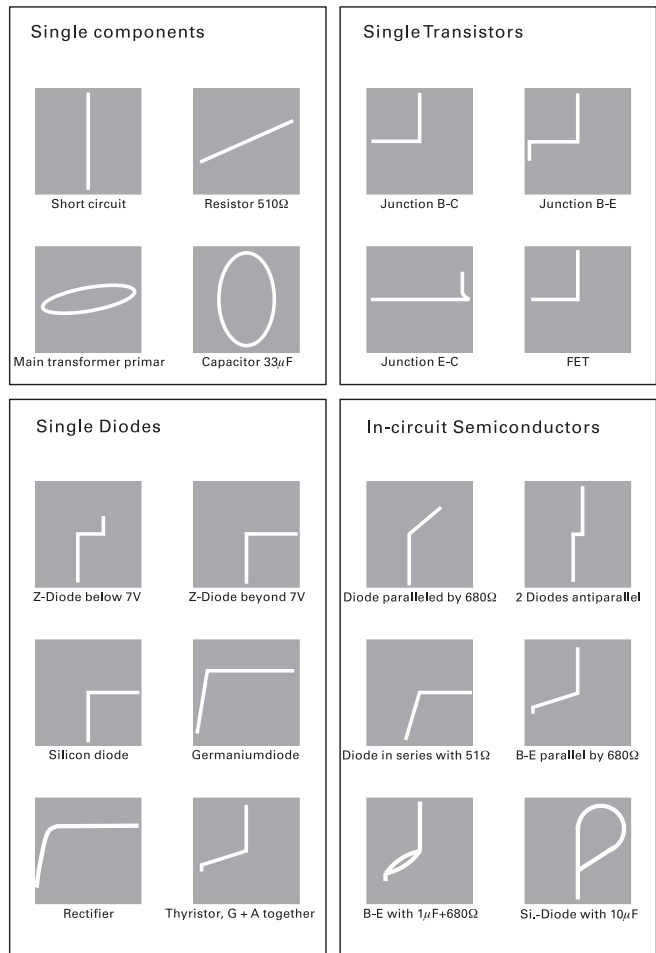 Single components
Short circuit
Resistor 510Ω
Main transformer primar
Capacitor 33µF
Single Transistors
Junction B-C
Junction B-E
Junction E-C
FET
Single Diodes
Z-Diode below 7V
Z-Diode beyond 7V
Silicon diode
Germaniumdiode
Rectifier
Thyristor, G + A together
In-circuit Semiconductors
Diode paralleled by 680Ω
2 Diodes antiparallel
Diode in series with 51Ω
B-E parallel by 680Ω
B-E with 1µF+680Ω
Si.-Diode with 10µF